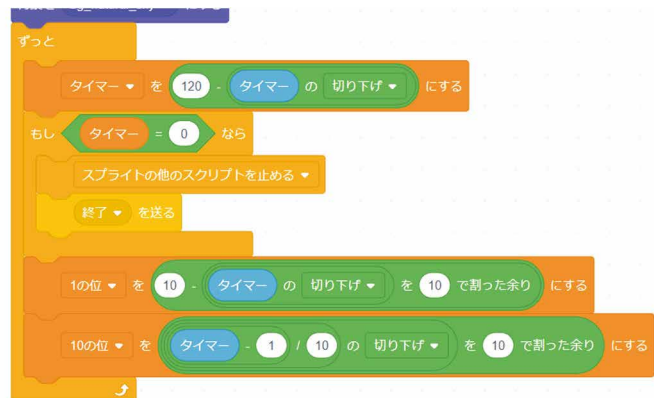 ずっと
タイマー を 120 - タイマー の 切り下げ にする
もし タイマー = 0 なら
スプライトの他のスクリプトを止める
終了 を送る
1の位 を 10 - タイマー の 切り下げ を 10 で割った余り にする
10の位 を タイマー - 1 / 10 の 切り下げ を 10 で割った余り にする